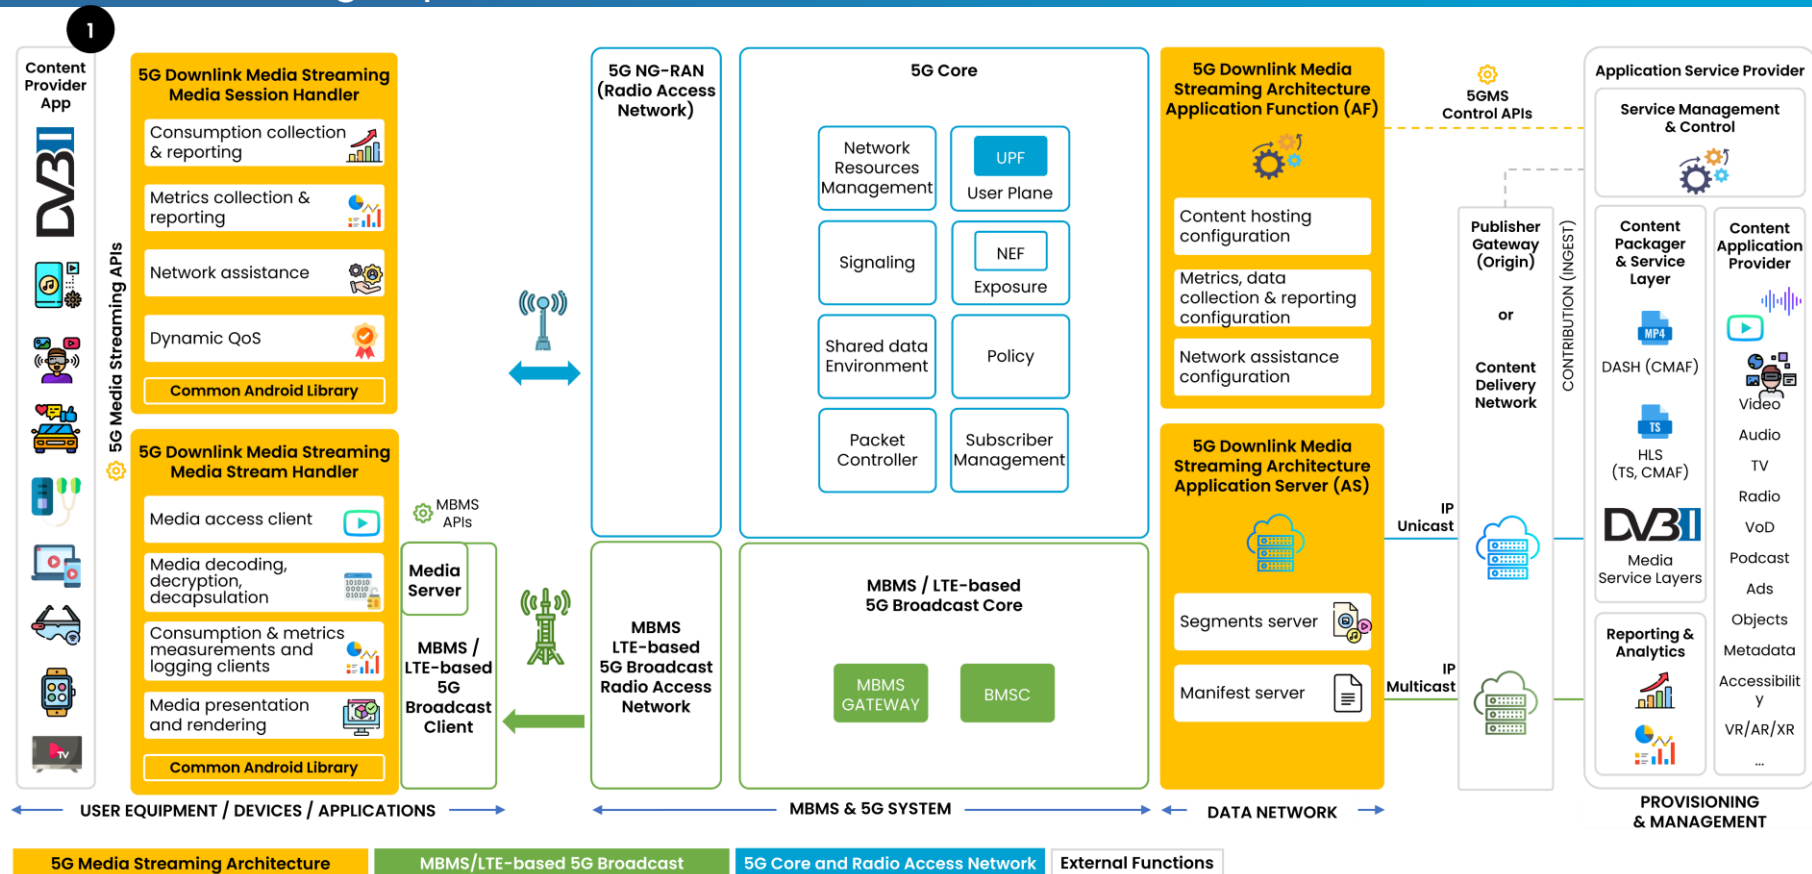 1
Content
Provider
App
DVB I
TV
5G Media Streaming APIs
5G Downlink Media Streaming
Media Session Handler
Consumption collection
& reporting
Metrics collection &
reporting
Network assistance
Dynamic QoS
Common Android Library
5G Downlink Media Streaming
Media Stream Handler
Media access client
Media decoding,
decryption,
decapsulation
101010
00010
01010
Consumption & metrics
measurements and
logging clients
Media presentation
and rendering
Common Android Library
MBMS
APIs
Media
Server
MBMS /
LTE-based
5G
Broadcast
Client
5G NG-RAN
(Radio Access
Network)
MBMS
LTE-based
5G Broadcast
Radio Access
Network
5G Core
Network
Resources
Management
UPF
User Plane
Signaling
NEF
Exposure
Shared data
Environment
Policy
Packet
Controller
Subscriber
Management
MBMS / LTE-based
5G Broadcast Core
MBMS
GATEWAY
BMSC
5G Downlink Media
Streaming Architecture
Application Function (AF)
Content hosting
configuration
Metrics, data
collection & reporting
configuration
Network assistance
configuration
5G Downlink Media
Streaming Architecture
Application Server (AS)
Segments server
Manifest server
5GMS
Control APIs
IP
Unicast
IP
Multicast
Publisher
Gateway
(Origin)
or
Content
Delivery
Network
CONTRIBUTION (INGEST)
Application Service Provider
Service Management
& Control
Content
Packager
& Service
Layer
MP4
DASH (CMAF)
TS
HLS
(TS, CMAF)
DVB I
Media
Service Layers
Reporting &
Analytics
Content
Application
Provider
Video
Audio
TV
Radio
VoD
Podcast
Ads
Objects
Metadata
Accessibilit
y
VR/AR/XR
...
USER EQUIPMENT / DEVICES / APPLICATIONS
MBMS & 5G SYSTEM
DATA NETWORK
PROVISIONING
& MANAGEMENT
5G Media Streaming Architecture
MBMS/LTE-based 5G Broadcast
5G Core and Radio Access Network
External Functions